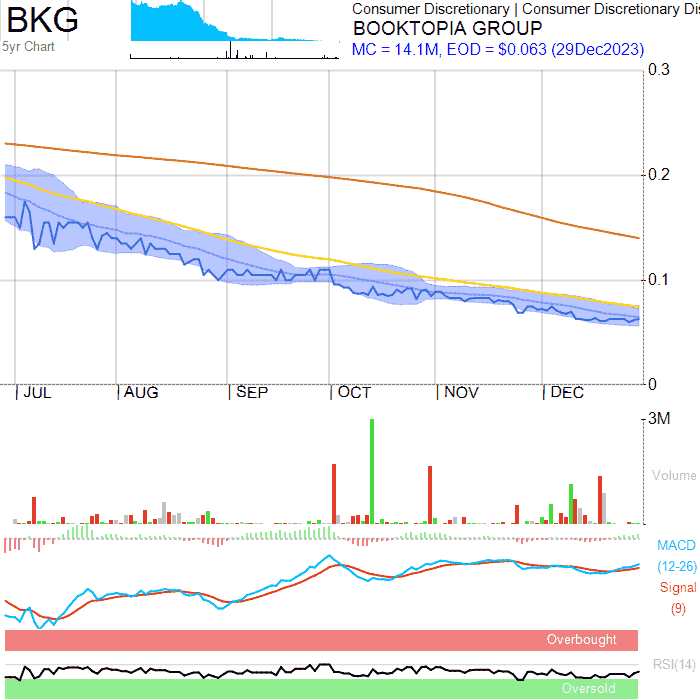 BKG
5yr Chart
Consumer Discretionary | Consumer Discretionary Dis
BOOKTOPIA GROUP
MC = 14.1M, EOD = $0.063 (29Dec2023)
0.3
0.2
0.1
0
JUL AUG SEP OCT NOV DEC
3M
Volume
MACD
(12-26)
Signal
(9)
Overbought
RSI(14)
Oversold